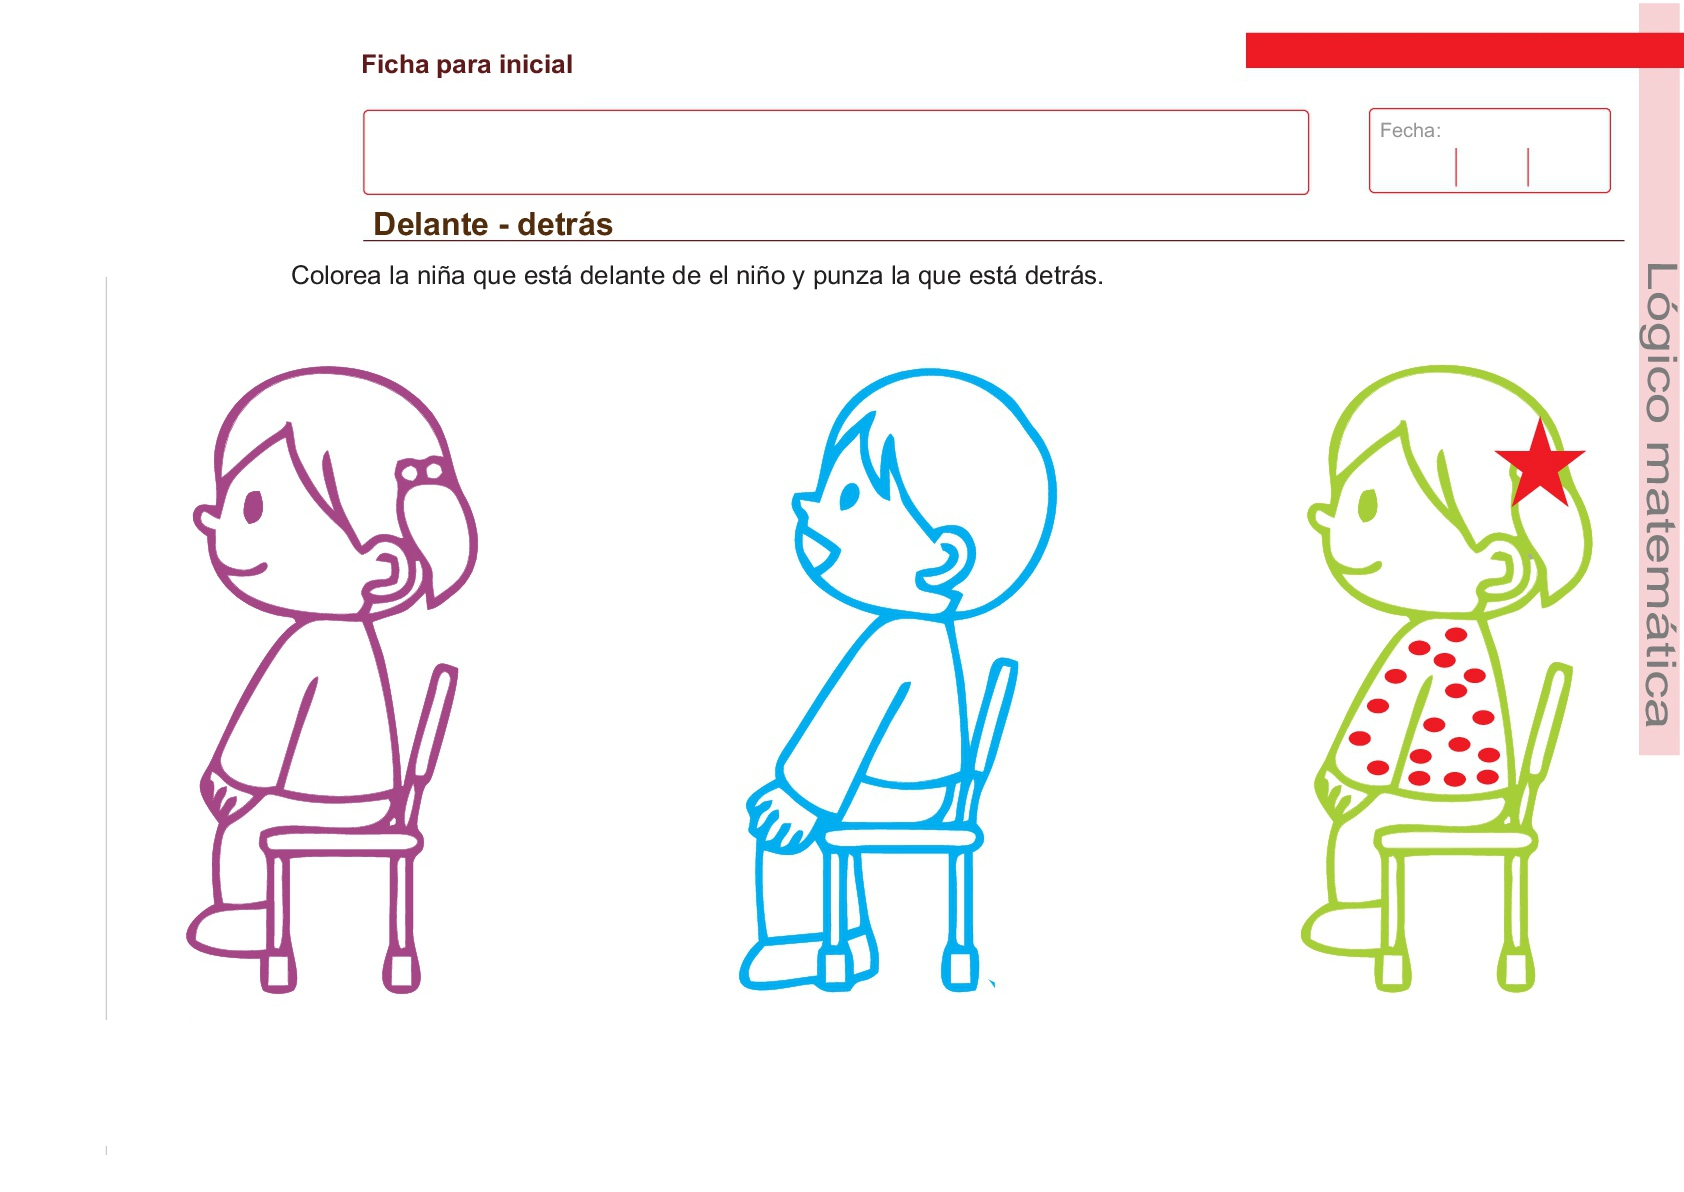 Ficha para inicial
Fecha:
Delante - detrás
Colorea la niña que está delante de el niño y punza la que está detrás.
Lógico matemática